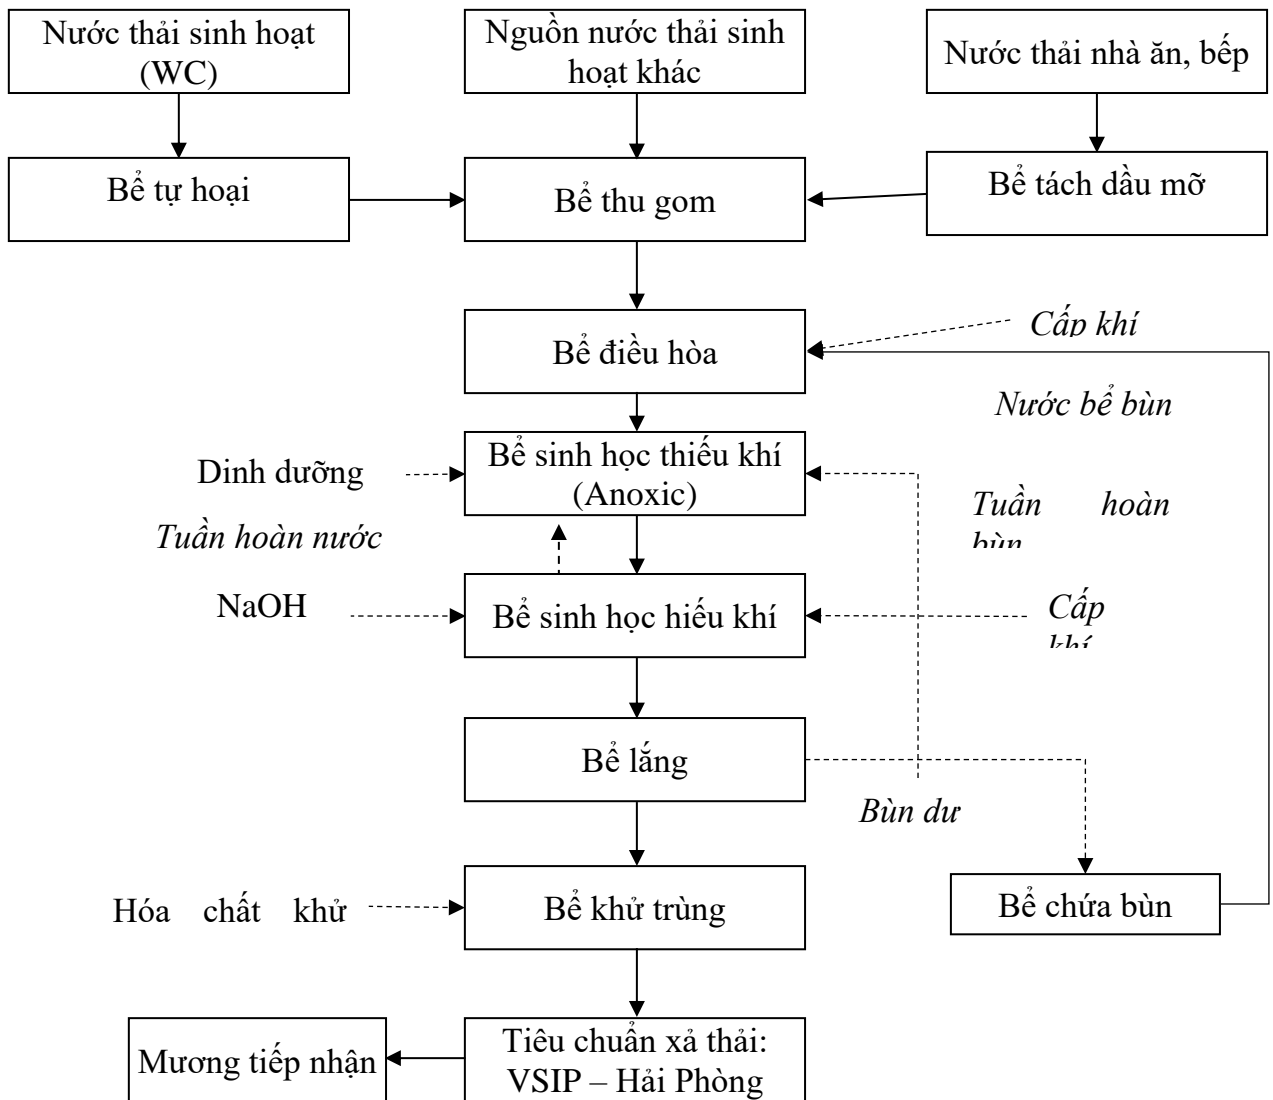 Nước thải sinh hoạt
(WC)
Nguồn nước thải sinh
hoạt khác
Nước thải nhà ăn, bếp
Bể tự hoại
Bể thu gom
Bể tách dầu mỡ
Cấp khí
Bể điều hòa
Nước bể bùn
Dinh dưỡng
Bể sinh học thiếu khí
(Anoxic)
Tuần hoàn
bùn
Tuần hoàn nước
NaOH
Bể sinh học hiếu khí
Cấp
khí
Bể lắng
Bùn dư
Hóa chất khử
Bể khử trùng
Bể chứa bùn
Mương tiếp nhận
Tiêu chuẩn xả thải:
VSIP – Hải Phòng